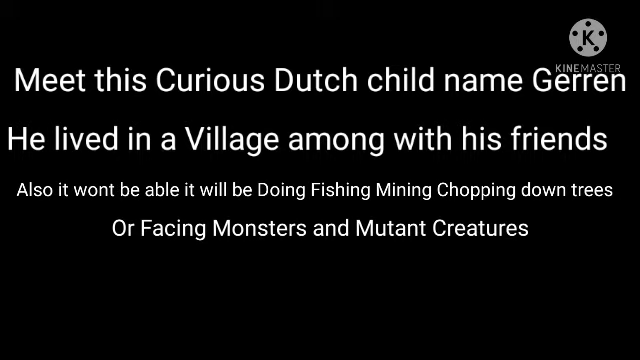 KINEMASTER
Meet this Curious Dutch child name Gerren
He lived in a Village among with his friends
Also it wont be able it will be Doing Fishing Mining Chopping down trees
Or Facing Monsters and Mutant Creatures